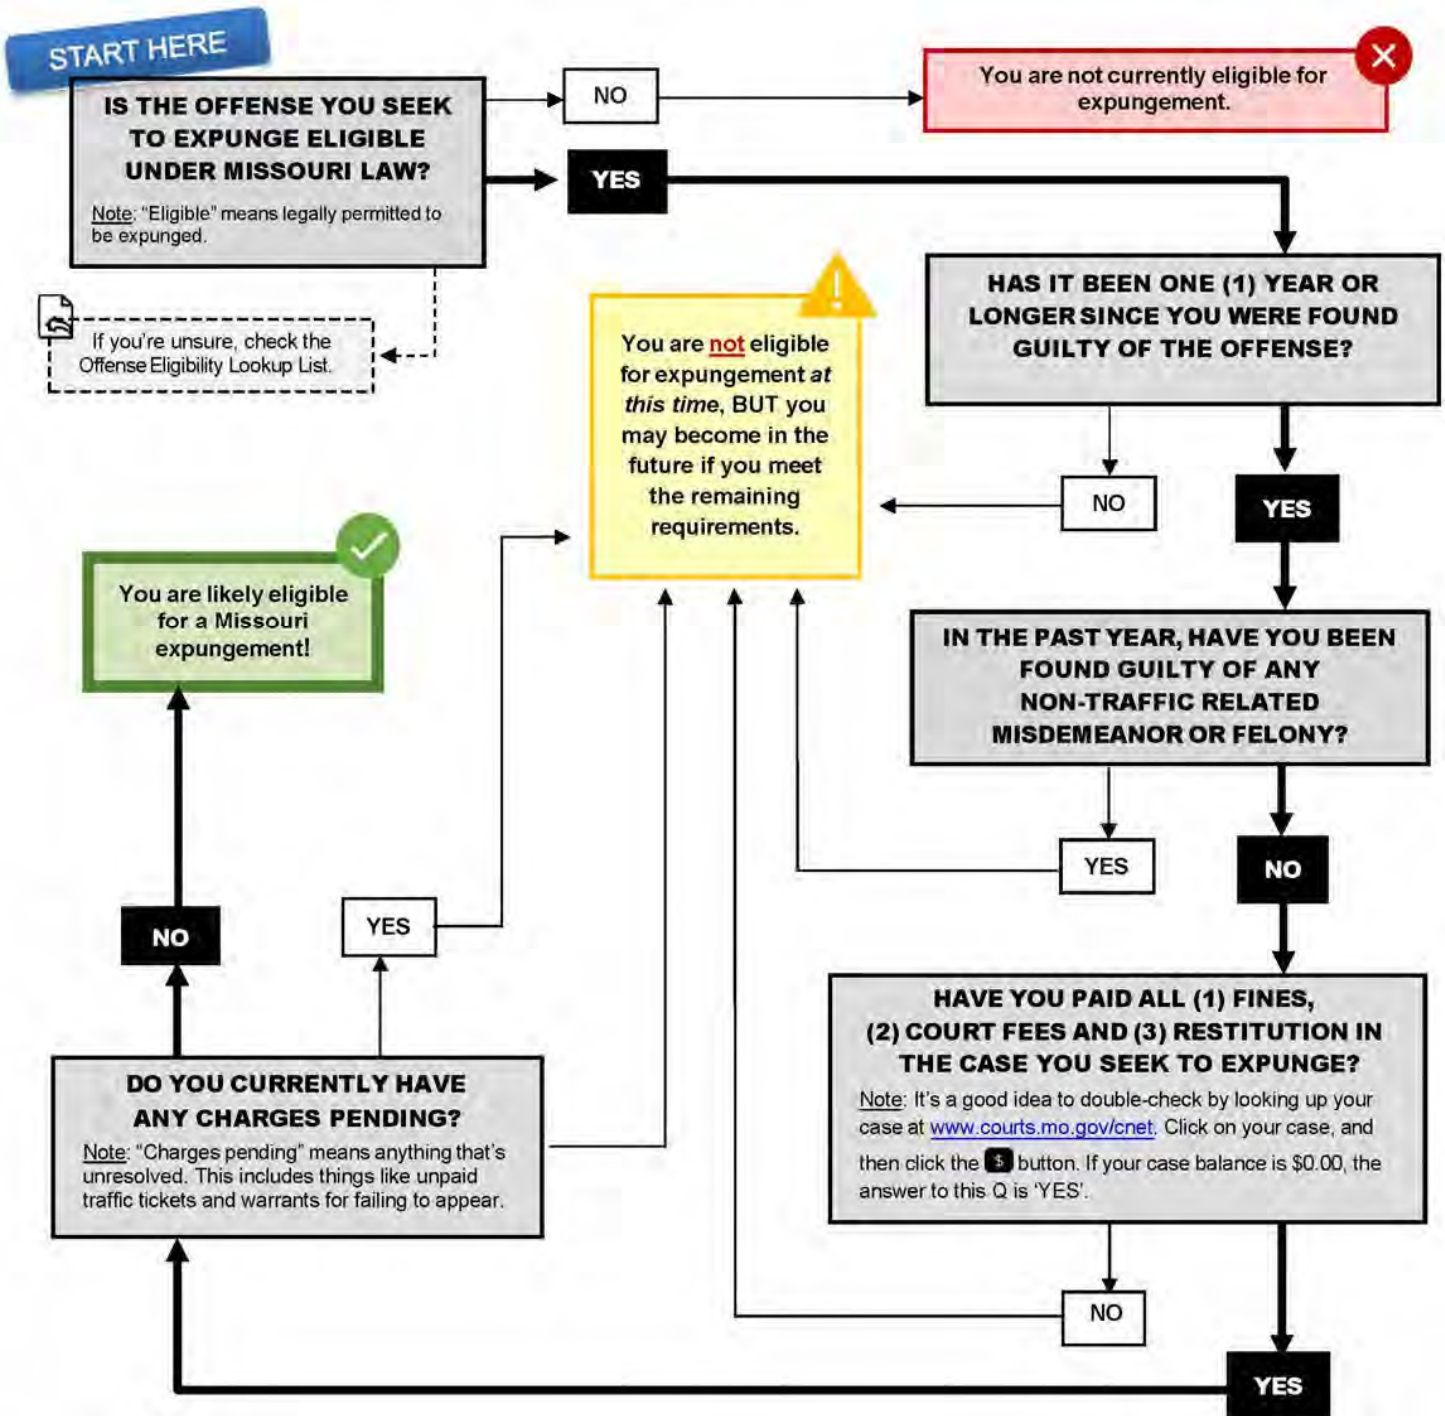 START HERE
IS THE OFFENSE YOU SEEK
TO EXPUNGE ELIGIBLE
UNDER MISSOURI LAW?
Note: "Eligible" means legally permitted to
be expunged.
NO
You are not currently eligible for
expungement.
YES
If you're unsure, check the
Offense Eligibility Lookup List.
HAS IT BEEN ONE (1) YEAR OR
LONGER SINCE YOU WERE FOUND
GUILTY OF THE OFFENSE?
NO
YES
You are not eligible
for expungement at
this time, BUT you
may become in the
future if you meet
the remaining
requirements.
IN THE PAST YEAR, HAVE YOU BEEN
FOUND GUILTY OF ANY
NON-TRAFFIC RELATED
MISDEMEANOR OR FELONY?
YES
NO
HAVE YOU PAID ALL (1) FINES,
(2) COURT FEES AND (3) RESTITUTION IN
THE CASE YOU SEEK TO EXPUNGE?
Note: It's a good idea to double-check by looking up your
case at www.courts.mo.gov/cnet. Click on your case, and
then click the $ button. If your case balance is $0.00, the
answer to this Q is 'YES'.
NO
YES
DO YOU CURRENTLY HAVE
ANY CHARGES PENDING?
Note: "Charges pending" means anything that's
unresolved. This includes things like unpaid
traffic tickets and warrants for failing to appear.
NO
YES
You are likely eligible
for a Missouri
expungement!